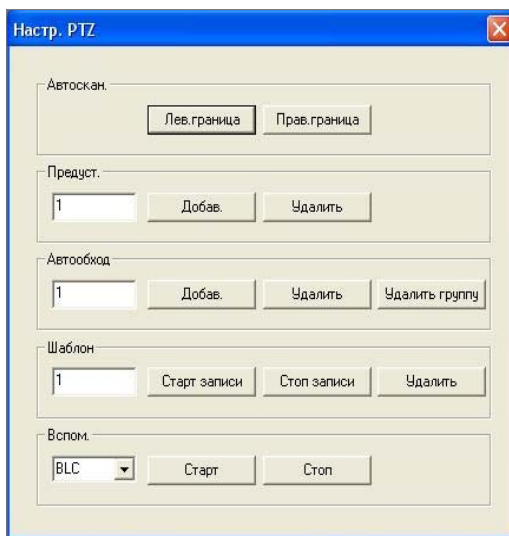 Настр. PTZ
Автоскан.
Лев.граница Прав.граница
Предуст.
1 Добав. Удалить
Автообход
1 Добав. Удалить Удалить группу
Шаблон
1 Старт записи Стоп записи Удалить
Вспом.
BLC Старт Стоп